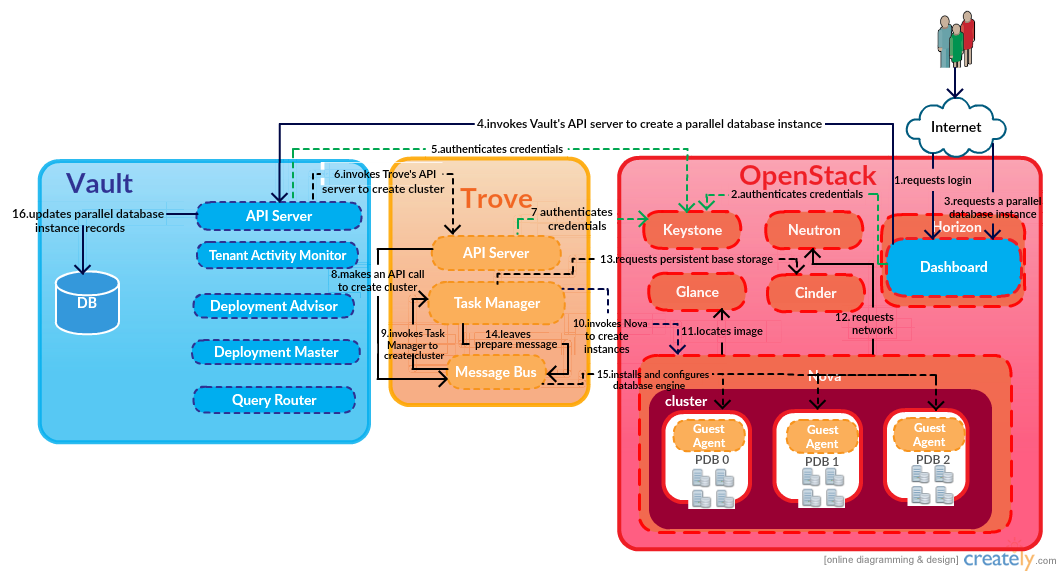 Internet
4.invokes Vault's API server to create a parallel database instance
5.authenticates credentials
Vault
6.invokes Trove's API
server to create cluster
Trove
OpenStack
1.requests login
2.authenticates credentials
3.requests a parallel
database instance
16.updates parallel database
instance records
API Server
7 authenticates
credentials
Keystone
Neutron
Horizon
Dashboard
Tenant Activity Monitor
API Server
13.requests persistent base storage
8.makes an API call
to create cluster
DB
Deployment Advisor
Task Manager
Glance
Cinder
9.invokes Task
Manager to
create cluster
14.leaves
prepare message
10.invokes Nova
to create
instances
11.locates image
12.requests
network
Deployment Master
Message Bus
15.installs and configures
database engine
Nova
Query Router
cluster
Guest
Agent
PDB 0
Guest
Agent
PDB 1
Guest
Agent
PDB 2
[online diagramming & design] creately.com